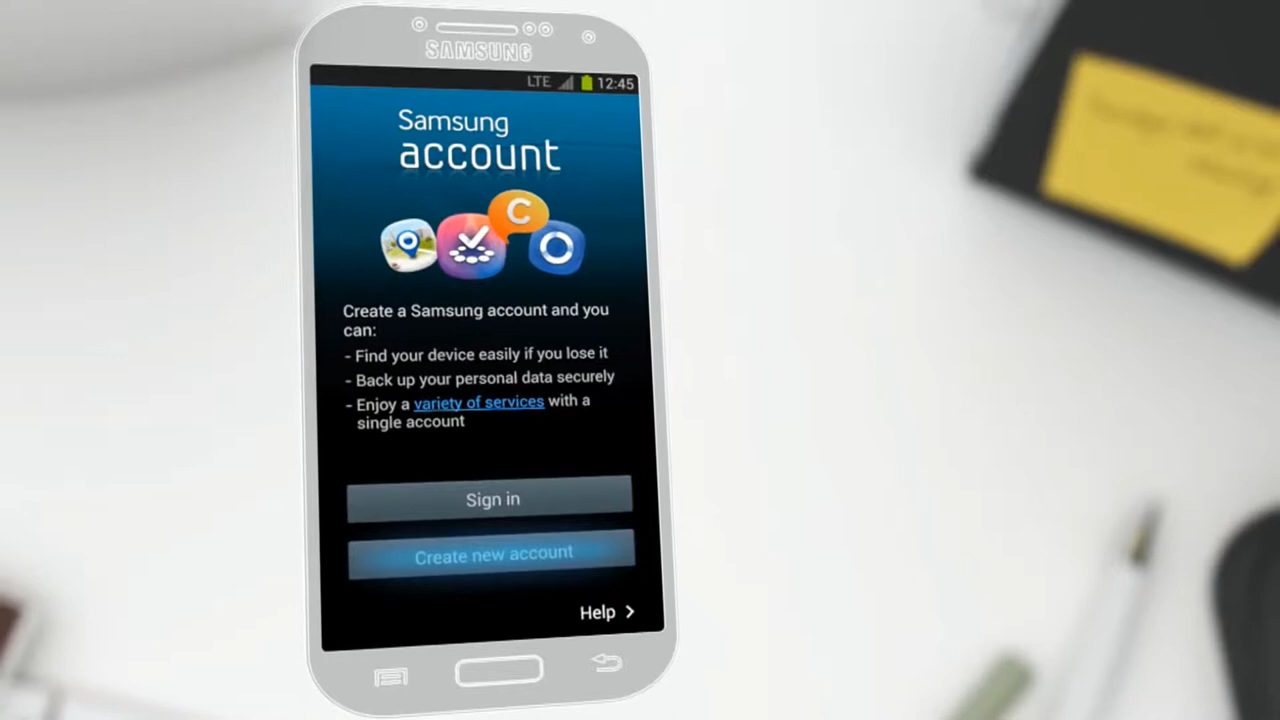 SAMSUNG
LTE 12:45
Samsung
account
C
Create a Samsung account and you
can:
- Find your device easily if you lose it
- Back up your personal data securely
- Enjoy a variety of services with a
single account
Sign in
Create new account
Help >